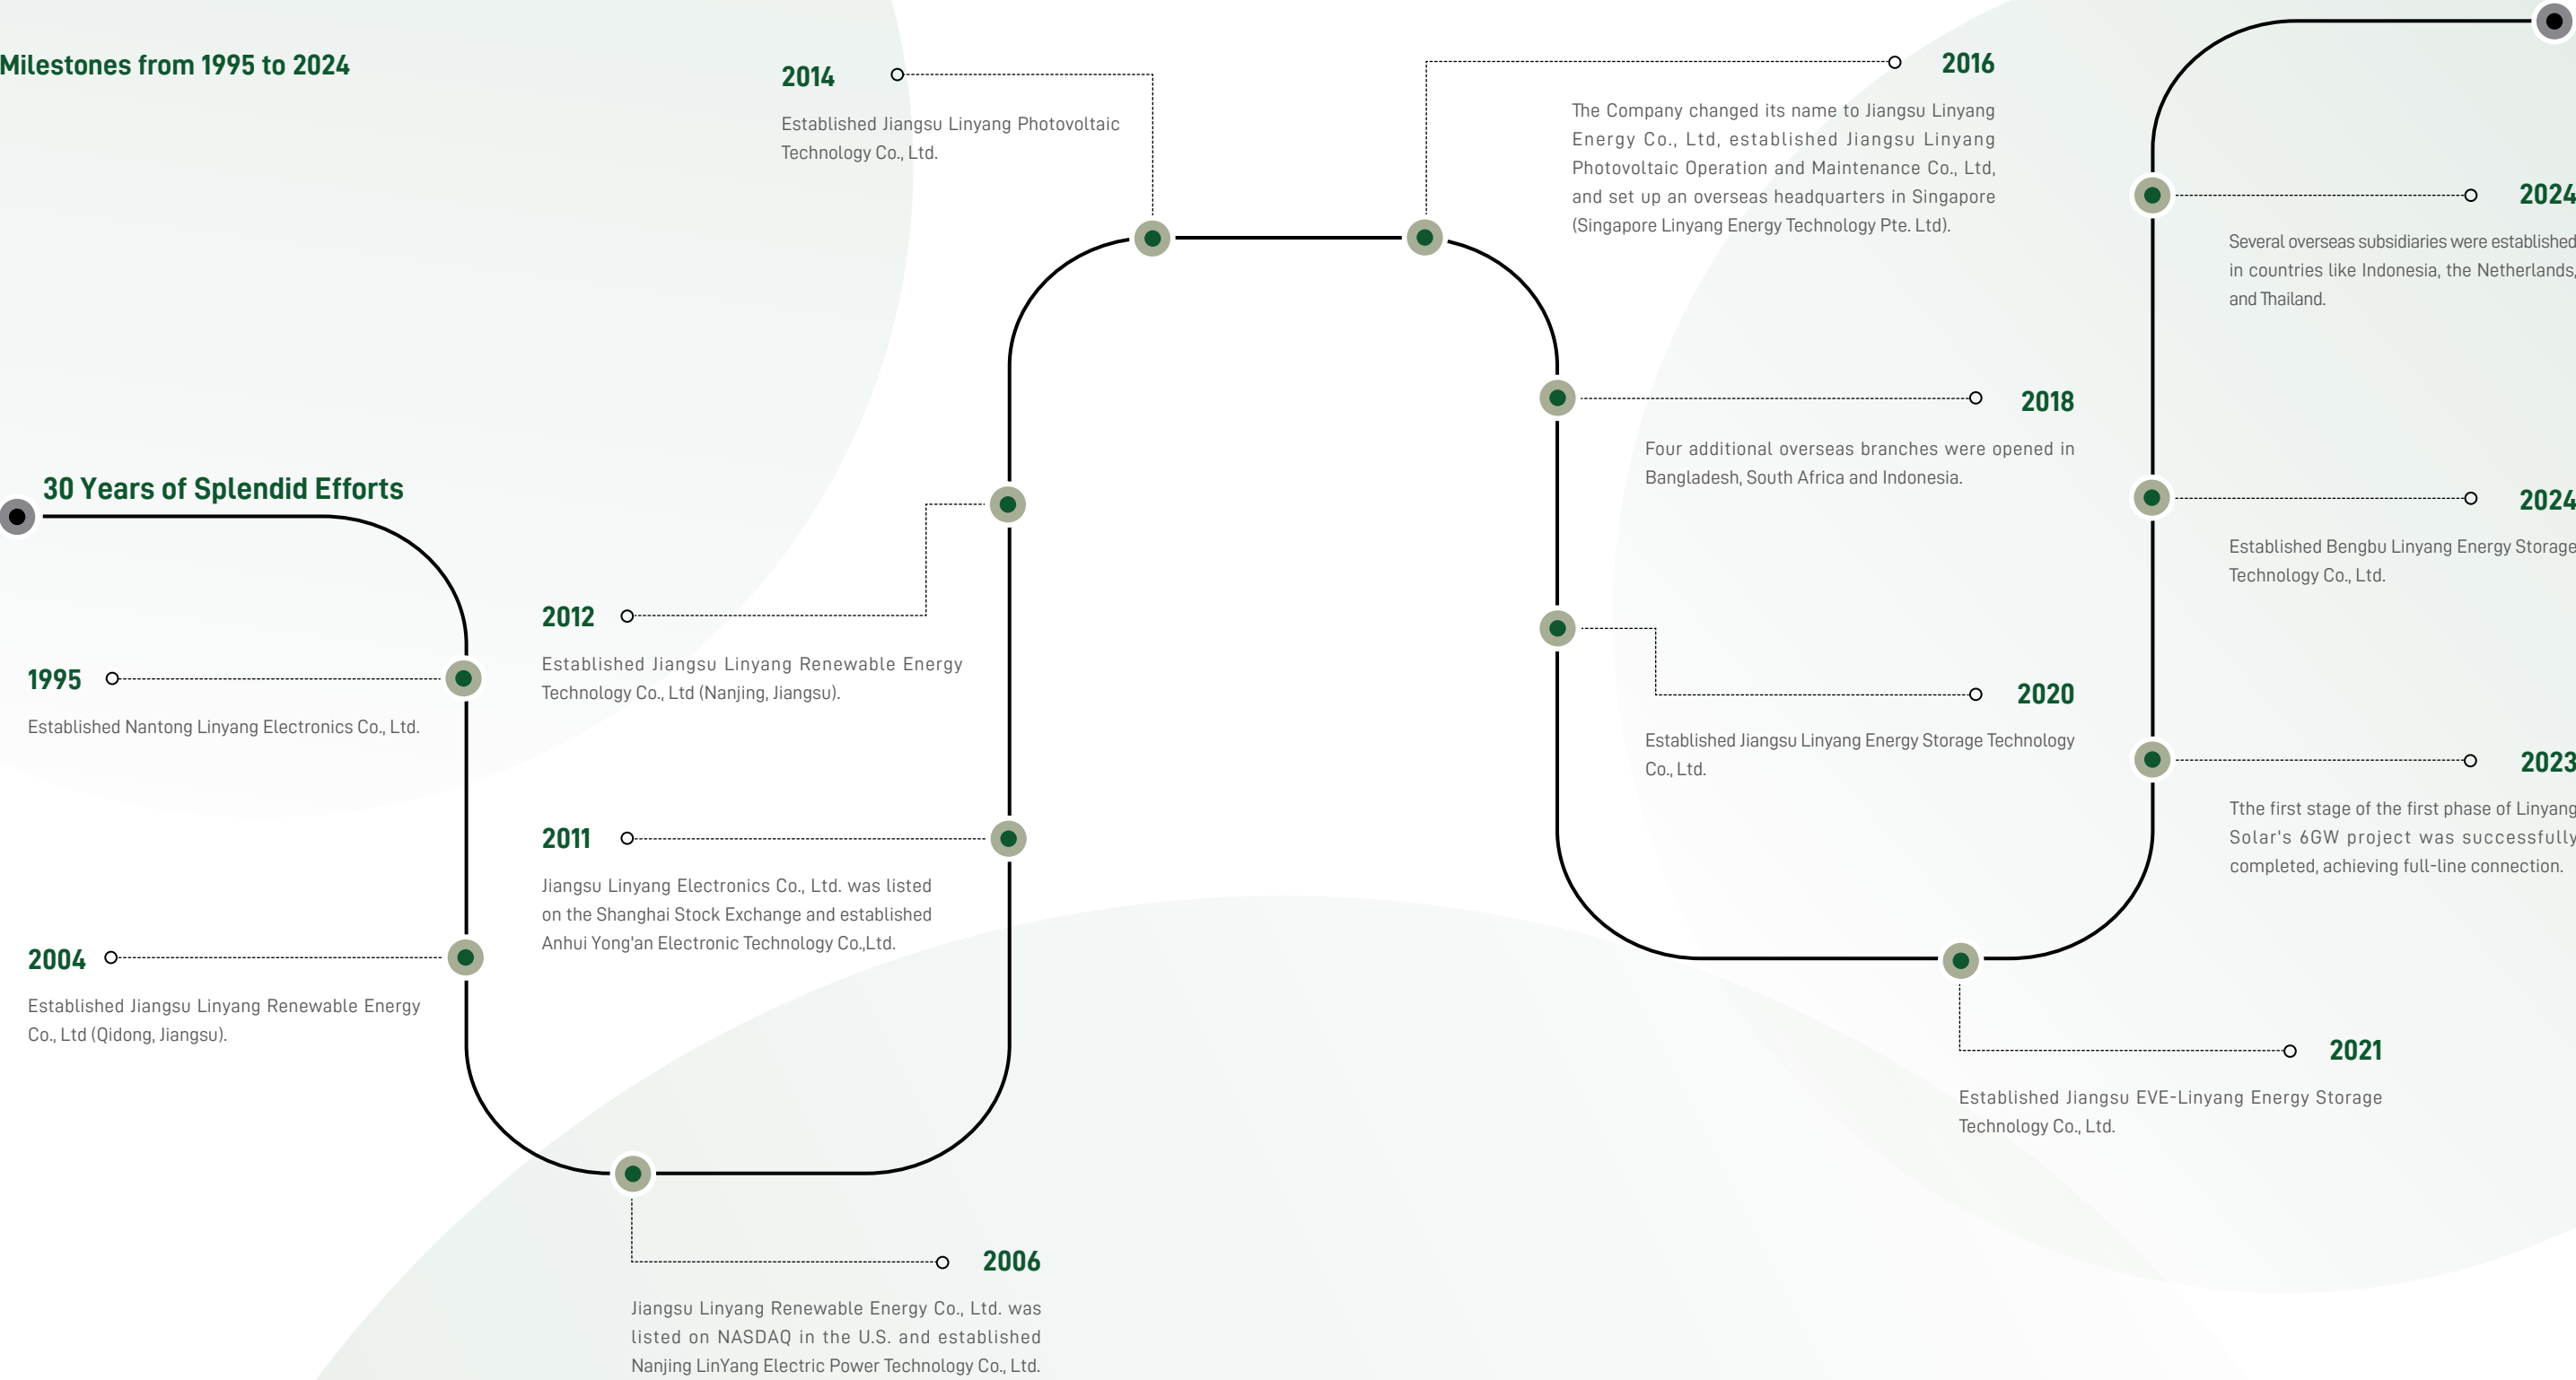 Milestones from 1995 to 2024
30 Years of Splendid Efforts
1995
Established Nantong Linyang Electronics Co., Ltd.
2004
Established Jiangsu Linyang Renewable Energy
Co., Ltd (Qidong, Jiangsu).
2006
Jiangsu Linyang Renewable Energy Co., Ltd. was
listed on NASDAQ in the U.S. and established
Nanjing LinYang Electric Power Technology Co., Ltd.
2011
Jiangsu Linyang Electronics Co., Ltd. was listed
on the Shanghai Stock Exchange and established
Anhui Yong'an Electronic Technology Co.,Ltd.
2012
Established Jiangsu Linyang Renewable Energy
Technology Co., Ltd (Nanjing, Jiangsu).
2014
Established Jiangsu Linyang Photovoltaic
Technology Co., Ltd.
2016
The Company changed its name to Jiangsu Linyang
Energy Co., Ltd, established Jiangsu Linyang
Photovoltaic Operation and Maintenance Co., Ltd,
and set up an overseas headquarters in Singapore
(Singapore Linyang Energy Technology Pte. Ltd).
2018
Four additional overseas branches were opened in
Bangladesh, South Africa and Indonesia.
2020
Established Jiangsu Linyang Energy Storage Technology
Co., Ltd.
2021
Established Jiangsu EVE-Linyang Energy Storage
Technology Co., Ltd.
2023
Tthe first stage of the first phase of Linyang
Solar's 6GW project was successfully
completed, achieving full-line connection.
2024
Established Bengbu Linyang Energy Storage
Technology Co., Ltd.
2024
Several overseas subsidiaries were established
in countries like Indonesia, the Netherlands,
and Thailand.